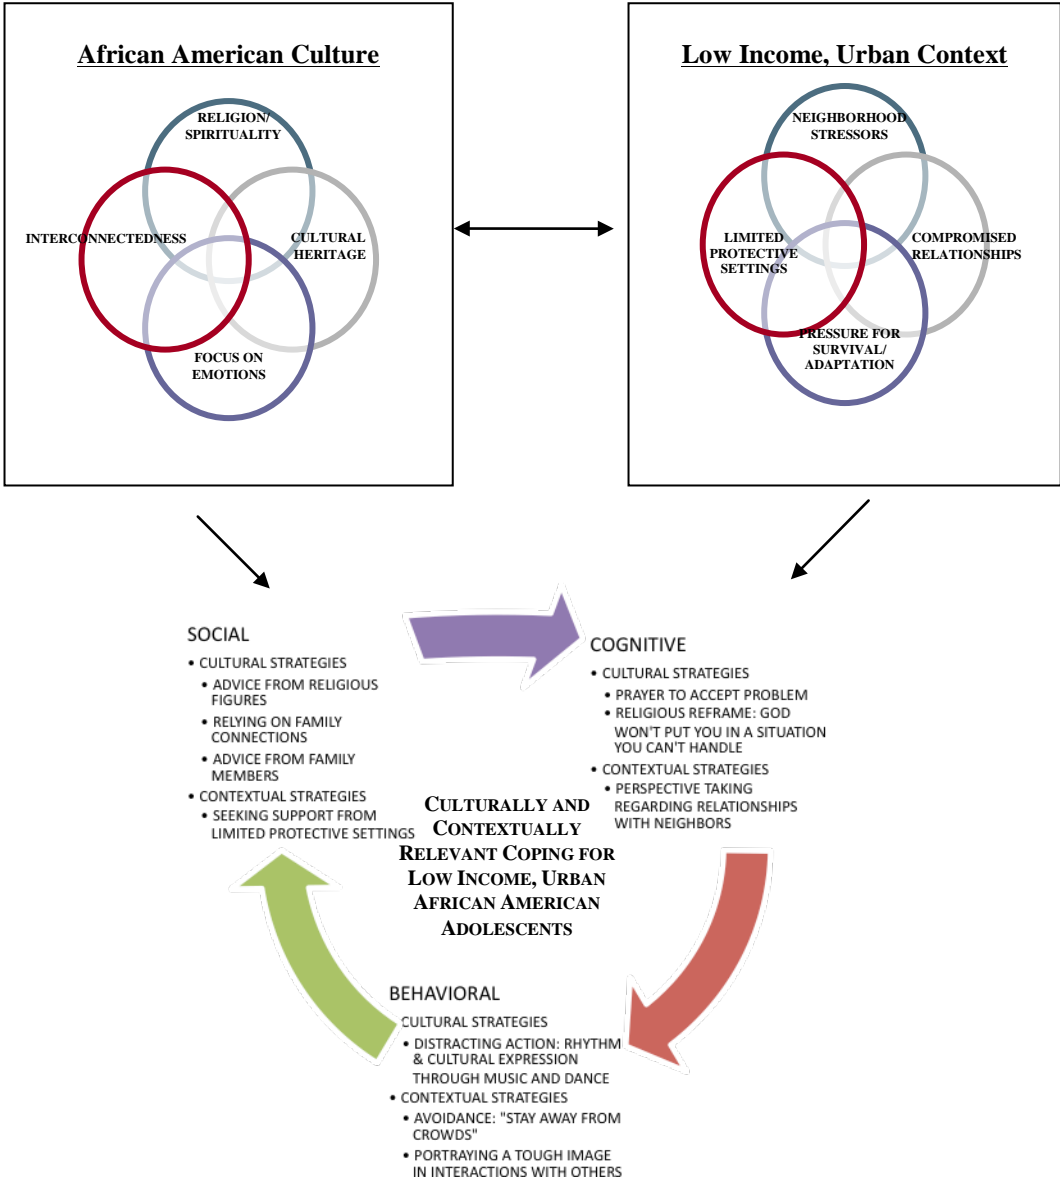 African American Culture
RELIGION/
SPIRITUALITY
INTERCONNECTEDNESS
CULTURAL
HERITAGE
FOCUS ON
EMOTIONS
Low Income, Urban Context
NEIGHBORHOOD
STRESSORS
LIMITED
PROTECTIVE
SETTINGS
COMPROMISED
RELATIONSHIPS
PRESSURE FOR
SURVIVAL/
ADAPTATION
SOCIAL
• CULTURAL STRATEGIES
• ADVICE FROM RELIGIOUS
FIGURES
• RELYING ON FAMILY
CONNECTIONS
• ADVICE FROM FAMILY
MEMBERS
• CONTEXTUAL STRATEGIES
• SEEKING SUPPORT FROM
LIMITED PROTECTIVE SETTINGS
COGNITIVE
• CULTURAL STRATEGIES
• PRAYER TO ACCEPT PROBLEM
• RELIGIOUS REFRAME: GOD
WON'T PUT YOU IN A SITUATION
YOU CAN'T HANDLE
• CONTEXTUAL STRATEGIES
• PERSPECTIVE TAKING
REGARDING RELATIONSHIPS
WITH NEIGHBORS
CULTURALLY AND
CONTEXTUALLY
RELEVANT COPING FOR
LOW INCOME, URBAN
AFRICAN AMERICAN
ADOLESCENTS
BEHAVIORAL
CULTURAL STRATEGIES
• DISTRACTING ACTION: RHYTHM
& CULTURAL EXPRESSION
THROUGH MUSIC AND DANCE
• CONTEXTUAL STRATEGIES
• AVOIDANCE: "STAY AWAY FROM
CROWDS"
• PORTRAYING A TOUGH IMAGE
IN INTERACTIONS WITH OTHERS